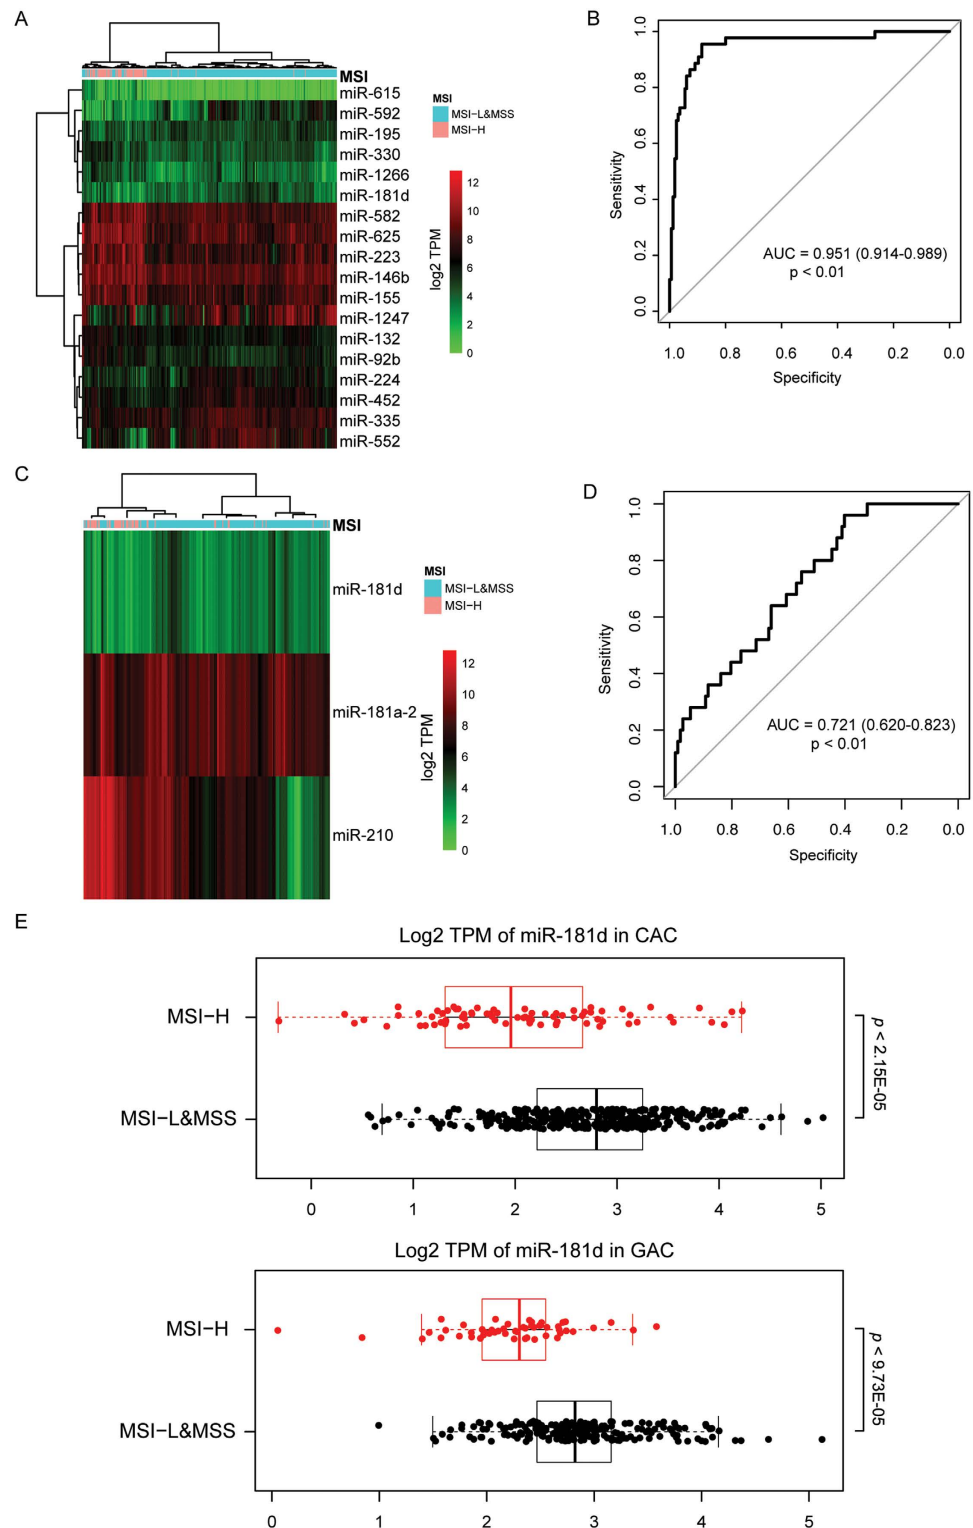 A
MSI
miR-615
miR-592
miR-195
miR-330
miR-1266
miR-181d
miR-582
miR-625
miR-223
miR-146b
miR-155
miR-1247
miR-132
miR-92b
miR-224
miR-452
miR-335
miR-552
MSI
MSI-L&MSS
MSI-H
log2 TPM
12
10
8
6
4
2
0
B
Sensitivity
1.0
0.8
0.6
0.4
0.2
0.0
AUC = 0.951 (0.914-0.989)
p < 0.01
1.0 0.8 0.6 0.4 0.2 0.0
Specificity
C
MSI
miR-181d
miR-181a-2
miR-210
MSI
MSI-L&MSS
MSI-H
log2 TPM
12
10
8
6
4
2
0
D
Sensitivity
1.0
0.8
0.6
0.4
0.2
0.0
AUC = 0.721 (0.620-0.823)
p < 0.01
1.0 0.8 0.6 0.4 0.2 0.0
Specificity
E
Log2 TPM of miR-181d in CAC
MSI-H
MSI-L&MSS
p < 2.15E-05
0 1 2 3 4 5
Log2 TPM of miR-181d in GAC
MSI-H
MSI-L&MSS
p < 9.73E-05
0 1 2 3 4 5